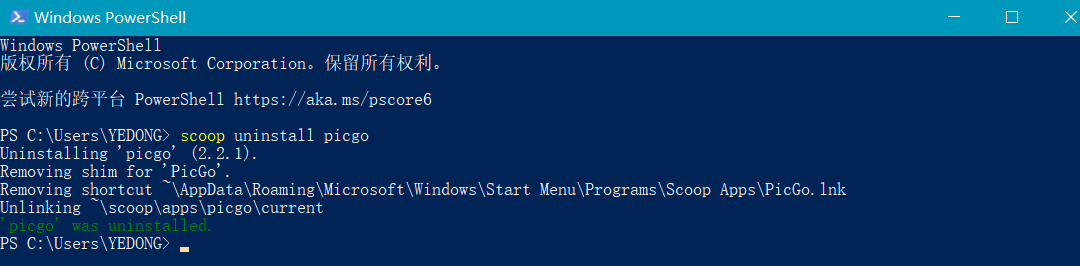 Windows PowerShell
Windows PowerShell
版权所有 (C) Microsoft Corporation。保留所有权利。
尝试新的跨平台 PowerShell https://aka.ms/pscore6
PS C:\Users\YEDONG> scoop uninstall picgo
Uninstalling 'picgo' (2.2.1).
Removing shim for 'PicGo'.
Removing shortcut ~\AppData\Roaming\Microsoft\Windows\Start Menu\Programs\Scoop Apps\PicGo.lnk
Unlinking ~\scoop\apps\picgo\current
'picgo' was uninstalled.
PS C:\Users\YEDONG>